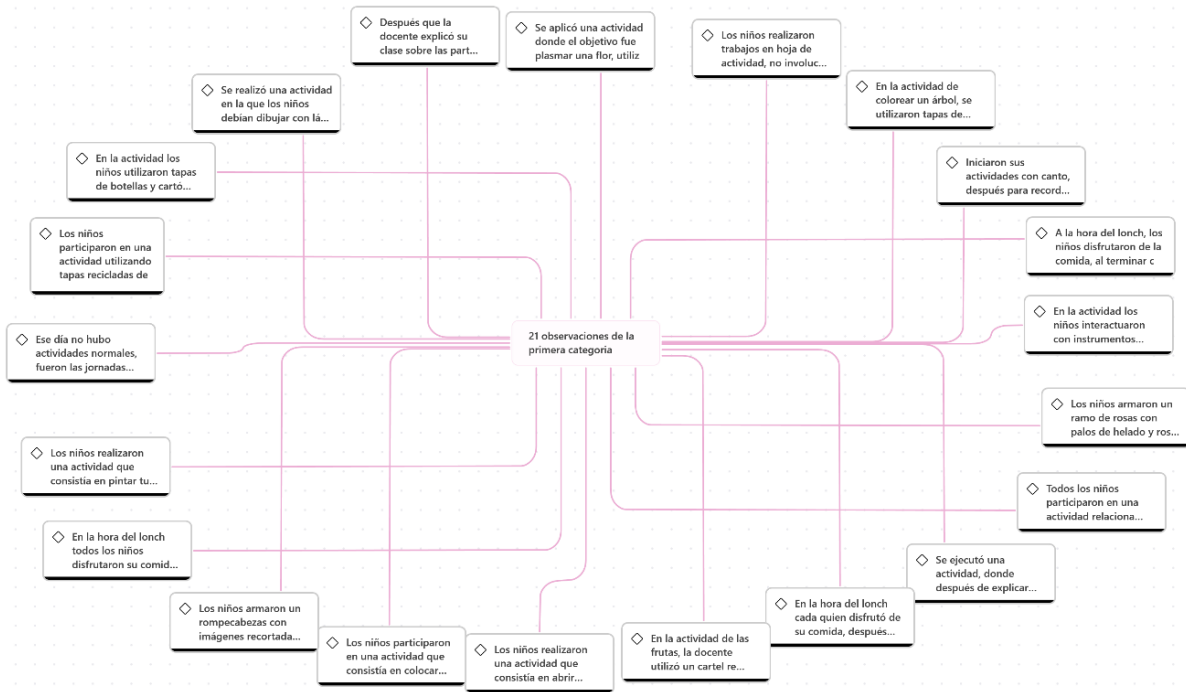 Después que la
docente explicó su
clase sobre las part...
Se aplicó una actividad
donde el objetivo fue
plasmar una flor, utiliz
Los niños realizaron
trabajos en hoja de
actividad, no involuc...
Se realizó una actividad
en la que los niños
debían dibujar con lá...
En la actividad de
colorear un árbol, se
utilizaron tapas de...
En la actividad los
niños utilizaron tapas
de botellas y cartó...
Iniciaron sus
actividades con canto,
después para record...
Los niños
participaron en una
actividad utilizando
tapas recicladas de
A la hora del lonch, los
niños disfrutaron de la
comida, al terminar c
Ese día no hubo
actividades normales,
fueron las jornadas...
21 observaciones de la
primera categoria
En la actividad los
niños interactuaron
con instrumentos...
Los niños armaron un
ramo de rosas con
palos de helado y ros...
Los niños realizaron
una actividad que
consistía en pintar tu...
Todos los niños
participaron en una
actividad relaciona...
En la hora del lonch
todos los niños
disfrutaron su comid...
Se ejecutó una
actividad, donde
después de explicar...
Los niños armaron un
rompecabezas con
imágenes recortada...
Los niños participaron
en una actividad que
consistía en colocar...
Los niños realizaron
una actividad que
consistía en abrir...
En la actividad de las
frutas, la docente
utilizó un cartel re...
En la hora del lonch
cada quien disfrutó de
su comida, después...